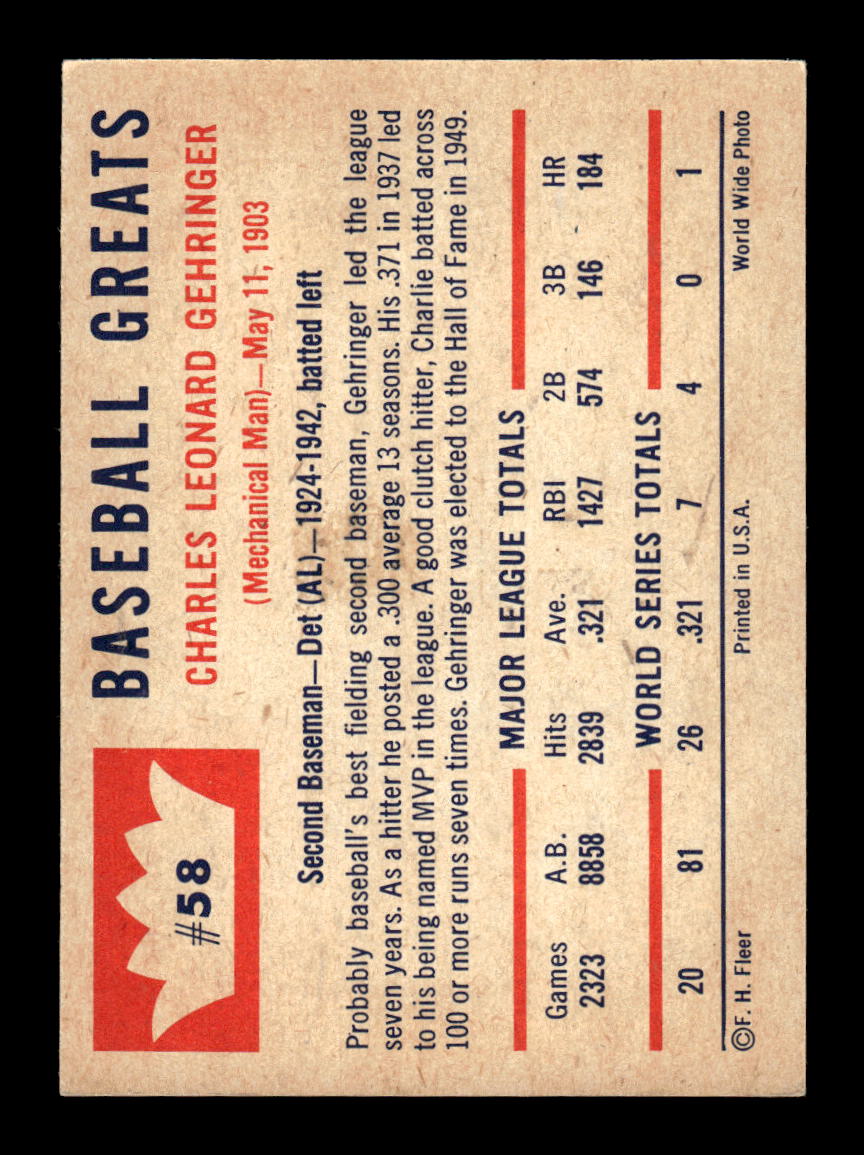 #58
BASEBALL GREATS
CHARLES LEONARD GEHRINGER
(Mechanical Man)—May 11, 1903
Second Baseman—Det (AL)—1924-1942, batted left
Probably baseball's best fielding second baseman, Gehringer led the league
seven years. As a hitter he posted a .300 average 13 seasons. His .371 in 1937 led
to his being named MVP in the league. A good clutch hitter, Charlie batted across
100 or more runs seven times. Gehringer was elected to the Hall of Fame in 1949.
MAJOR LEAGUE TOTALS
Games A.B. Hits Ave. RBI 2B 3B HR
2323 8858 2839 .321 1427 574 146 184
WORLD SERIES TOTALS
20 81 26 .321 7 4 0 1
©F. H. Fleer Printed in U.S.A. World Wide Photo